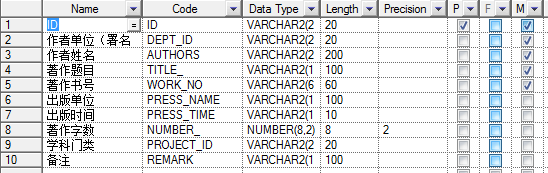 Name Code Data Type Length Precision P F M
1 ID = ID VARCHAR2(2 20
2 作者单位（署名 DEPT_ID VARCHAR2(2 20
3 作者姓名 AUTHORS VARCHAR2(2 200
4 著作题目 TITLE_ VARCHAR2(1 100
5 著作书号 WORK_NO VARCHAR2(6 60
6 出版单位 PRESS_NAME VARCHAR2(1 100
7 出版时间 PRESS_TIME VARCHAR2(1 10
8 著作字数 NUMBER_ NUMBER(8,2) 8 2
9 学科门类 PROJECT_ID VARCHAR2(2 20
10 备注 REMARK VARCHAR2(1 100